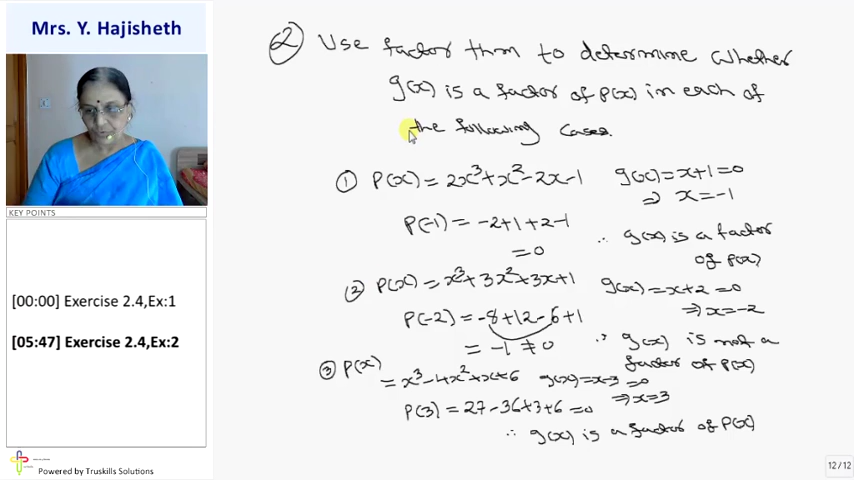 Mrs. Y. Hajisheth
KEY POINTS
[00:00] Exercise 2.4,Ex:1
[05:47] Exercise 2.4,Ex:2
Powered by Truskills Solutions
② Use factor thm to determine whether
g(x) is a factor of P(x) in each of
the following cases.
① P(x) = 2x³+x²-2x-1 g(x)=x+1=0
⇒ x=-1
P(-1) = -2+1+2-1
= 0 ∴ g(x) is a factor
of P(x)
② P(x) = x³+3x²+3x+1 g(x)=x+2=0
⇒x=-2
P(-2) = -8+12-6+1
= -1 ≠ 0 ∴ g(x) is not a
factor of P(x)
③ P(x)
= x³-4x²+x+6 g(x)=x-3=0
⇒x=3
P(3) = 27-36+3+6=0
∴ g(x) is a factor of P(x)
12/12